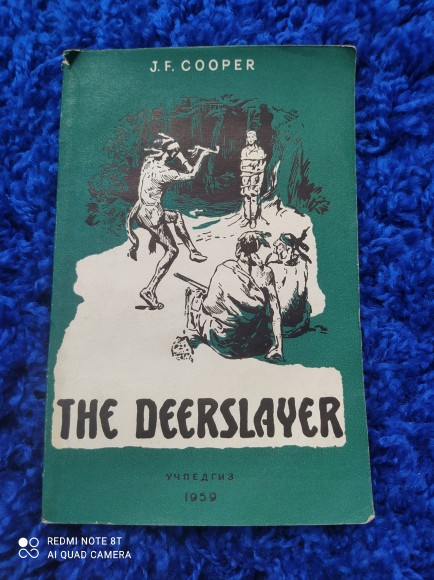 J. F. COOPER
THE DEERSLAYER
УЧПЕДГИЗ
1959
REDMI NOTE 8T
AI QUAD CAMERA